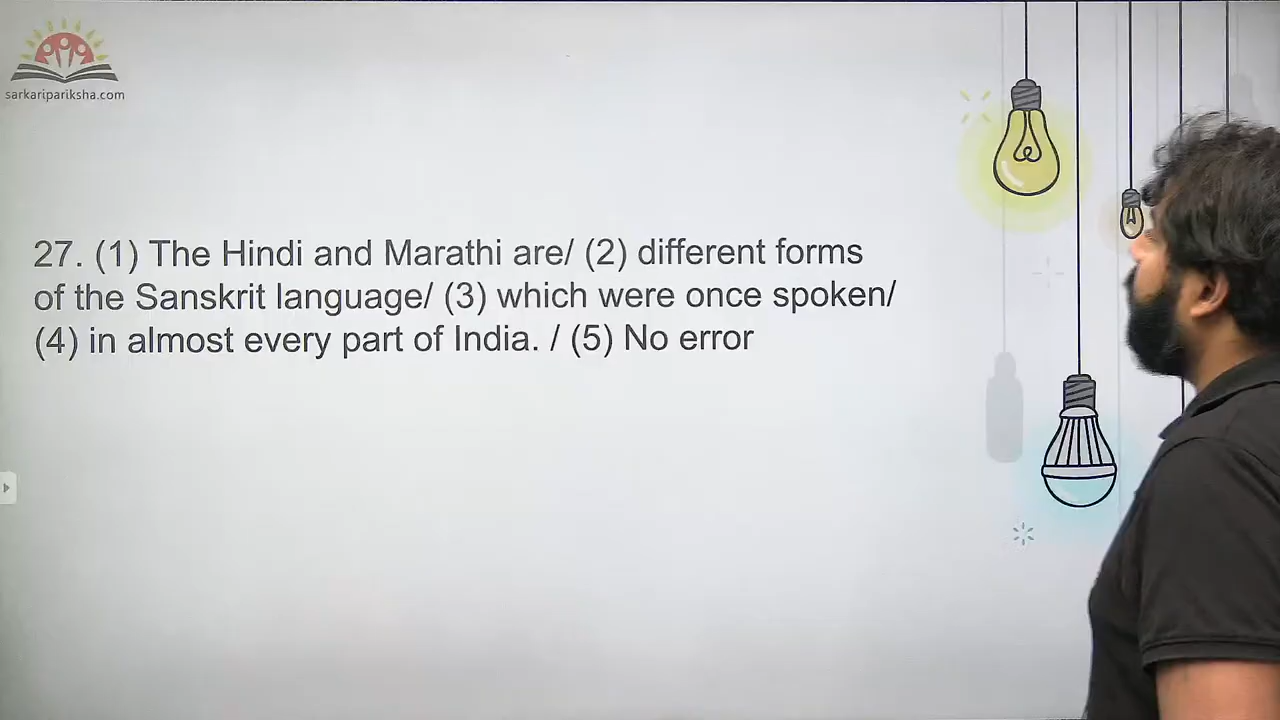 sarkaripariksha.com
27. (1) The Hindi and Marathi are/ (2) different forms
of the Sanskrit language/ (3) which were once spoken/
(4) in almost every part of India. / (5) No error